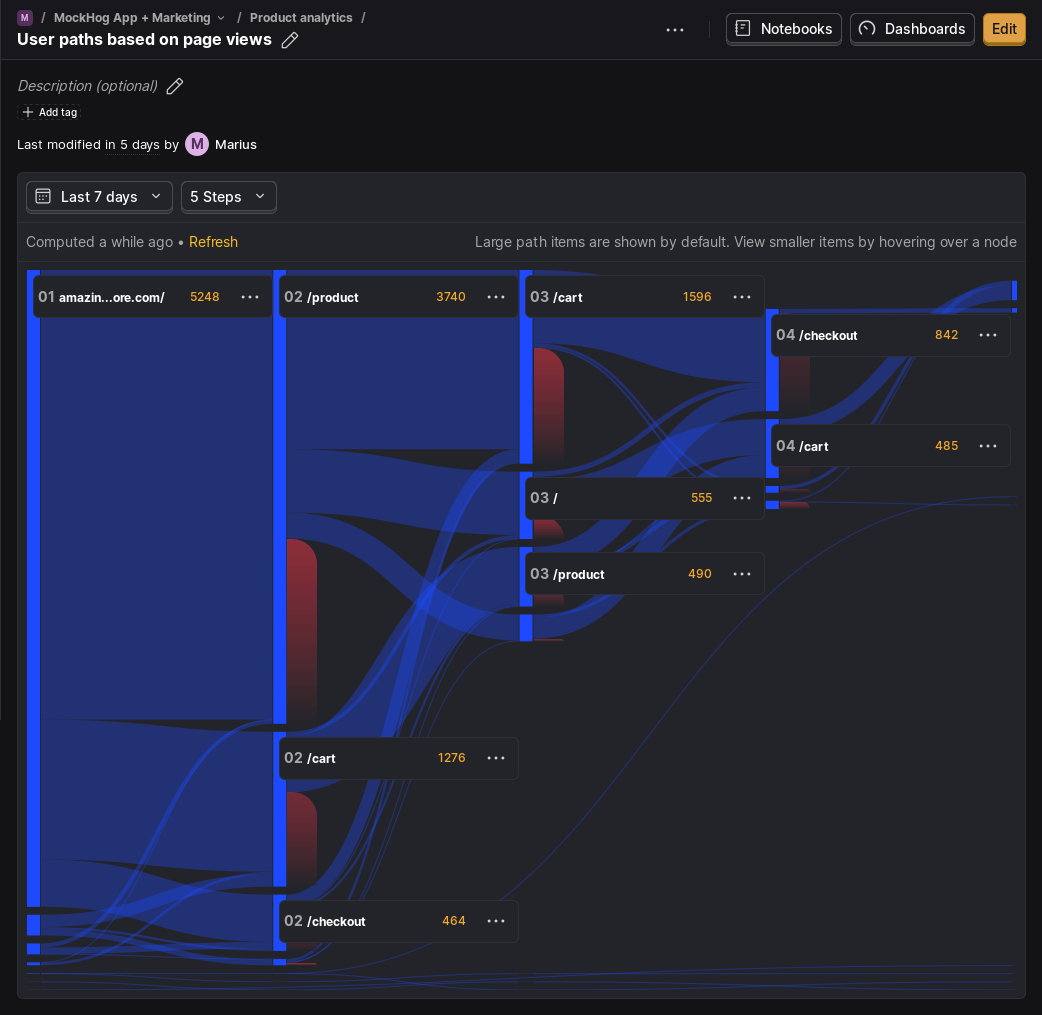 M / MockHog App + Marketing / Product analytics /
User paths based on page views
Notebooks
Dashboards
Edit
Description (optional)
Add tag
Last modified in 5 days by M Marius
Last 7 days
5 Steps
Computed a while ago • Refresh
Large path items are shown by default. View smaller items by hovering over a node
01 amazin...ore.com/ 5248
02 /product 3740
03 /cart 1596
04 /checkout 842
04 /cart 485
03 / 555
03 /product 490
02 /cart 1276
02 /checkout 464